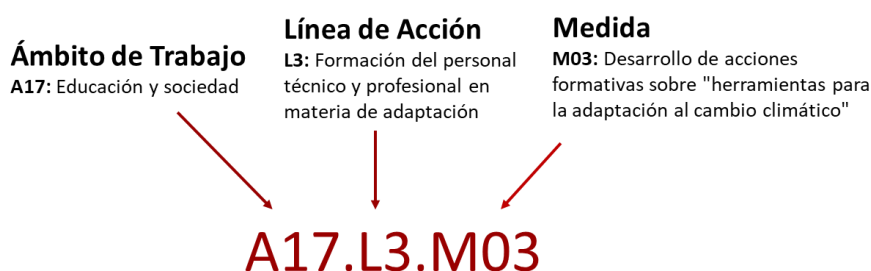 Ámbito de Trabajo
A17: Educación y sociedad
Línea de Acción
L3: Formación del personal
técnico y profesional en
materia de adaptación
Medida
M03: Desarrollo de acciones
formativas sobre "herramientas para
la adaptación al cambio climático"
A17.L3.M03